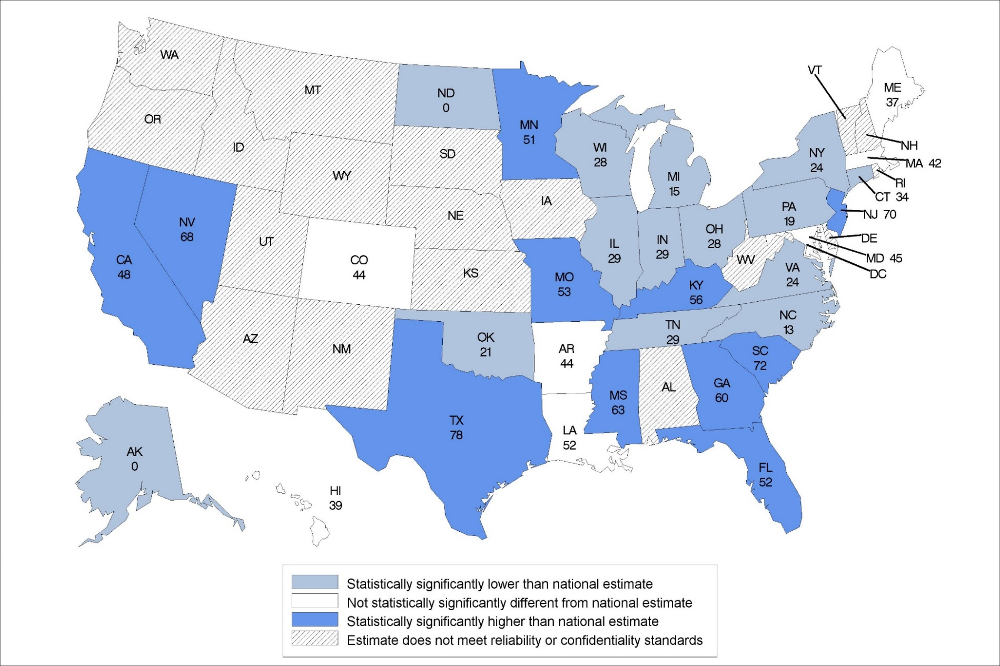 WA
MT
ND
0
MN
51
VT
ME
37
OR
ID
WY
SD
WI
28
MI
15
NY
24
NH
MA 42
RI
CT 34
NJ 70
DE
MD 45
DC
NV
68
CA
48
UT
CO
44
NE
IA
KS
MO
53
IL
29
IN
29
OH
28
PA
19
WV
VA
24
KY
56
TN
29
NC
13
AZ
NM
OK
21
AR
44
SC
72
TX
78
LA
52
MS
63
AL
GA
60
FL
52
AK
0
HI
39
Statistically significantly lower than national estimate
Not statistically significantly different from national estimate
Statistically significantly higher than national estimate
Estimate does not meet reliability or confidentiality standards